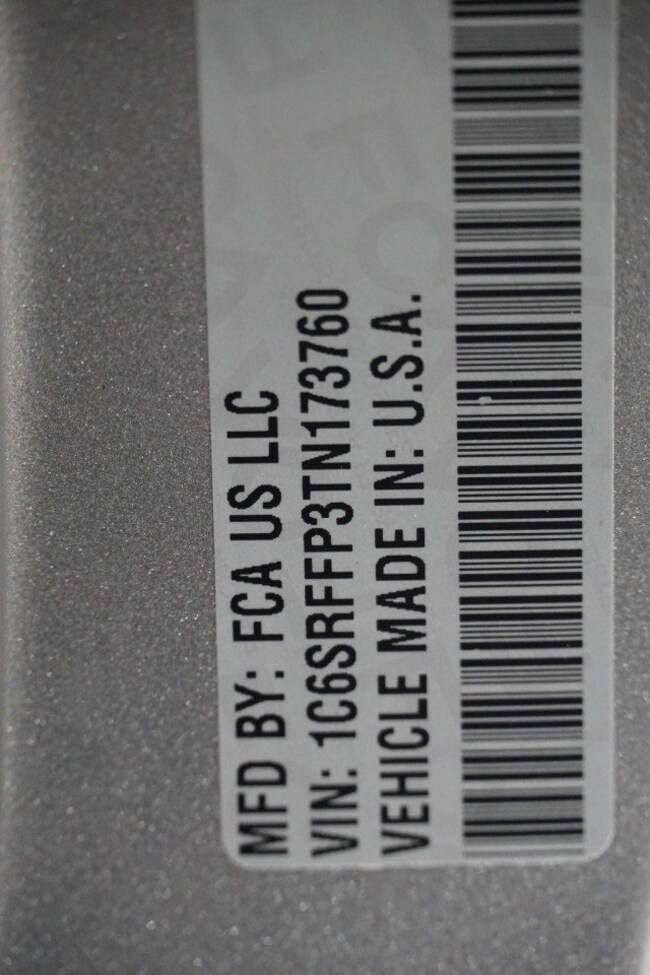 MFD BY: FCA US LLC
VIN: 1C6SRFFP3TN173760
VEHICLE MADE IN: U.S.A.